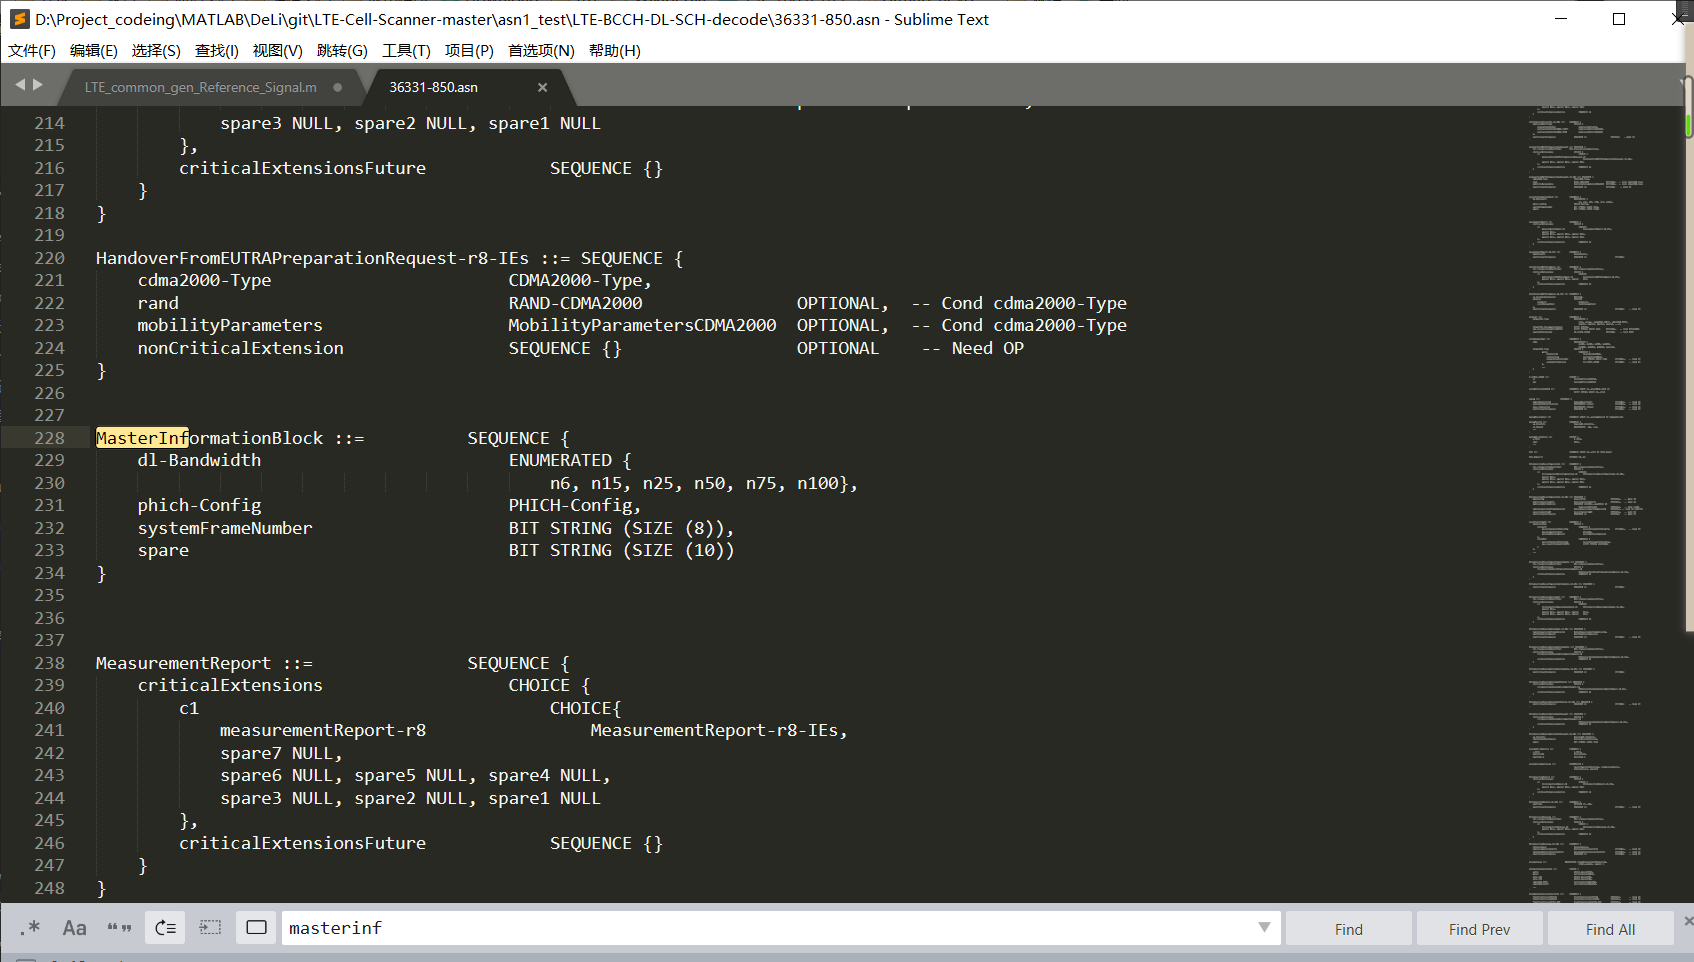 D:\Project_codeing\MATLAB\DeLi\git\LTE-Cell-Scanner-master\asn1_test\LTE-BCCH-DL-SCH-decode\36331-850.asn - Sublime Text
文件(F) 编辑(E) 选择(S) 查找(I) 视图(V) 跳转(G) 工具(T) 项目(P) 首选项(N) 帮助(H)
LTE_common_gen_Reference_Signal.m 36331-850.asn
214 spare3 NULL, spare2 NULL, spare1 NULL
215 },
216 criticalExtensionsFuture SEQUENCE {}
217 }
218 }
219
220 HandoverFromEUTRAPreparationRequest-r8-IEs ::= SEQUENCE {
221 cdma2000-Type CDMA2000-Type,
222 rand RAND-CDMA2000 OPTIONAL, -- Cond cdma2000-Type
223 mobilityParameters MobilityParametersCDMA2000 OPTIONAL, -- Cond cdma2000-Type
224 nonCriticalExtension SEQUENCE {} OPTIONAL -- Need OP
225 }
226
227
228 MasterInformationBlock ::= SEQUENCE {
229 dl-Bandwidth ENUMERATED {
230 n6, n15, n25, n50, n75, n100},
231 phich-Config PHICH-Config,
232 systemFrameNumber BIT STRING (SIZE (8)),
233 spare BIT STRING (SIZE (10))
234 }
235
236
237
238 MeasurementReport ::= SEQUENCE {
239 criticalExtensions CHOICE {
240 c1 CHOICE{
241 measurementReport-r8 MeasurementReport-r8-IEs,
242 spare7 NULL,
243 spare6 NULL, spare5 NULL, spare4 NULL,
244 spare3 NULL, spare2 NULL, spare1 NULL
245 },
246 criticalExtensionsFuture SEQUENCE {}
247 }
248 }
.* Aa “” masterinf Find Find Prev Find All